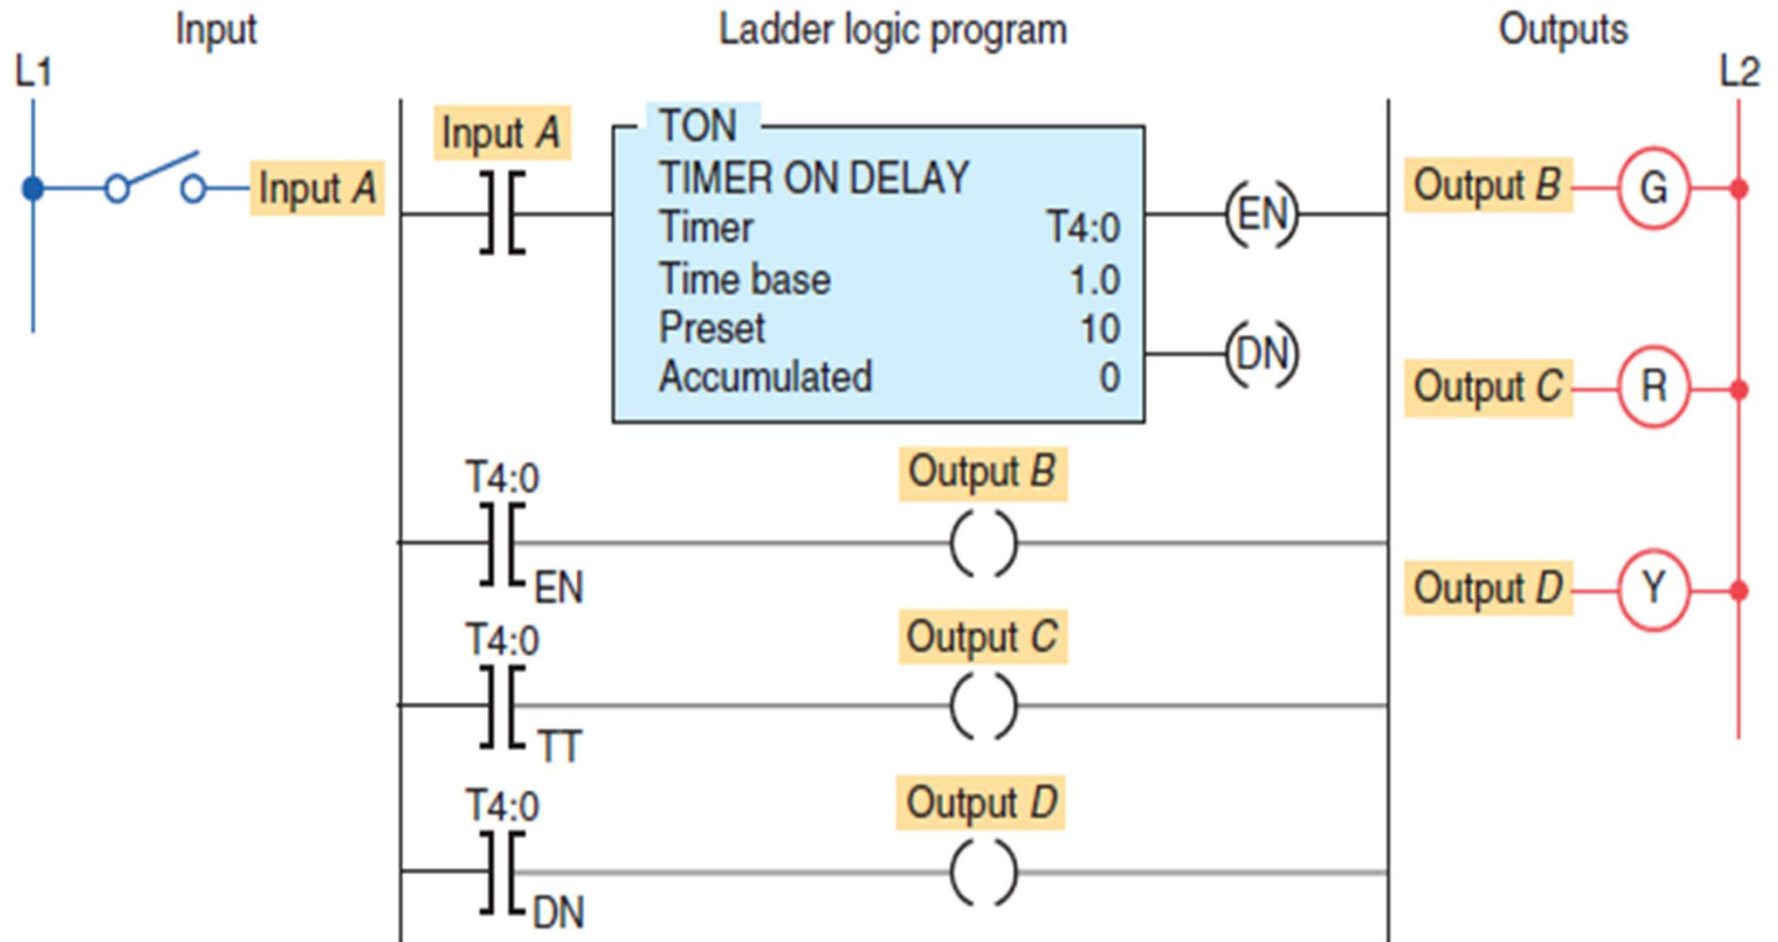 Input
Ladder logic program
Outputs
L1
L2
Input A
Input A
TON
TIMER ON DELAY
Timer T4:0
Time base 1.0
Preset 10
Accumulated 0
EN
DN
Output B G
Output C R
Output D Y
T4:0
EN
Output B
T4:0
TT
Output C
T4:0
DN
Output D